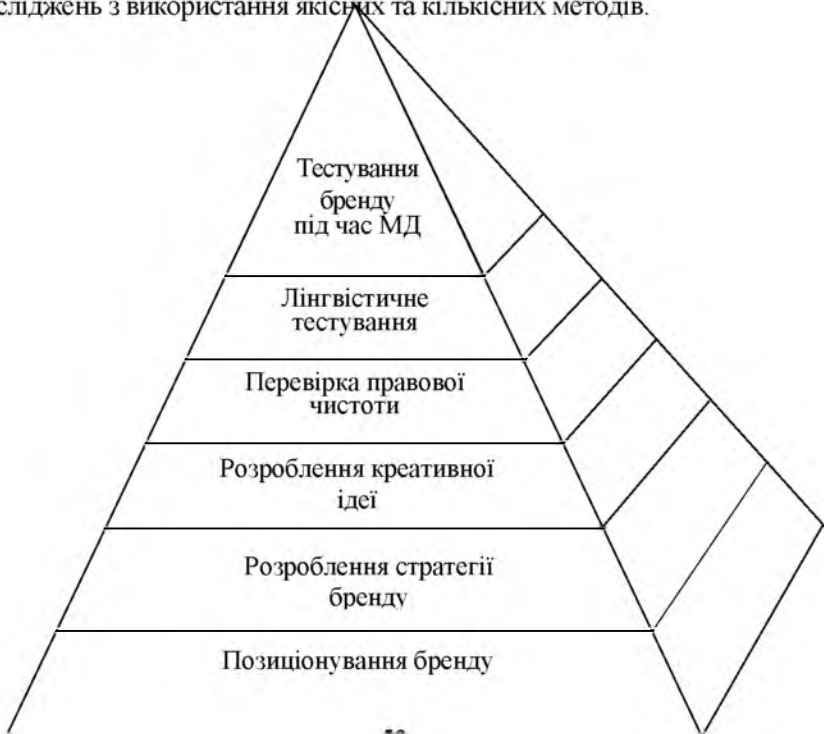 сліджень з використання якісних та кількісних методів.
Тестування
бренду
під час МД
Лінгвістичне
тестування
Перевірка правової
чистоти
Розроблення креативної
ідеї
Розроблення стратегії
бренду
Позиціонування бренду